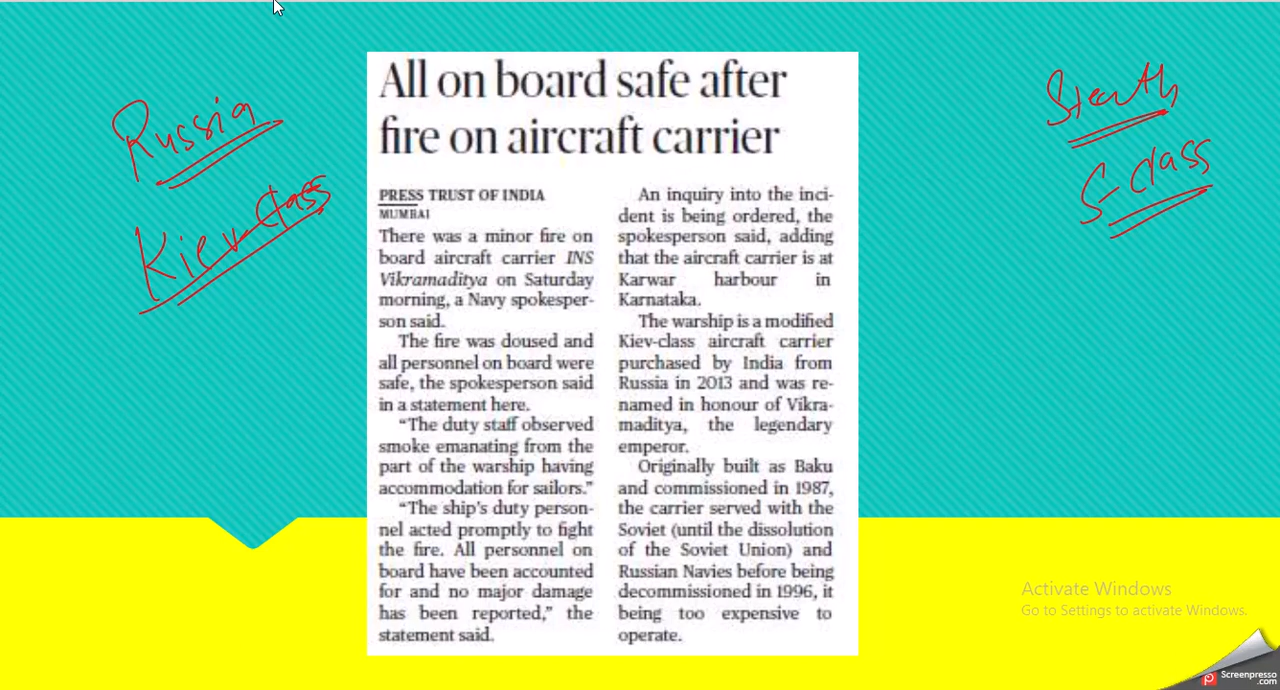 Russia
Kiev-Class
Stealth
S-class
All on board safe after
fire on aircraft carrier
PRESS TRUST OF INDIA
MUMBAI
There was a minor fire on
board aircraft carrier INS
Vikramaditya on Saturday
morning, a Navy spokesper-
son said.
The fire was doused and
all personnel on board were
safe, the spokesperson said
in a statement here.
“The duty staff observed
smoke emanating from the
part of the warship having
accommodation for sailors.”
“The ship’s duty person-
nel acted promptly to fight
the fire. All personnel on
board have been accounted
for and no major damage
has been reported,” the
statement said.
An inquiry into the inci-
dent is being ordered, the
spokesperson said, adding
that the aircraft carrier is at
Karwar harbour in
Karnataka.
The warship is a modified
Kiev-class aircraft carrier
purchased by India from
Russia in 2013 and was re-
named in honour of Vikra-
maditya, the legendary
emperor.
Originally built as Baku
and commissioned in 1987,
the carrier served with the
Soviet (until the dissolution
of the Soviet Union) and
Russian Navies before being
decommissioned in 1996, it
being too expensive to
operate.
Activate Windows
Go to Settings to activate Windows.
Screenpresso
.com